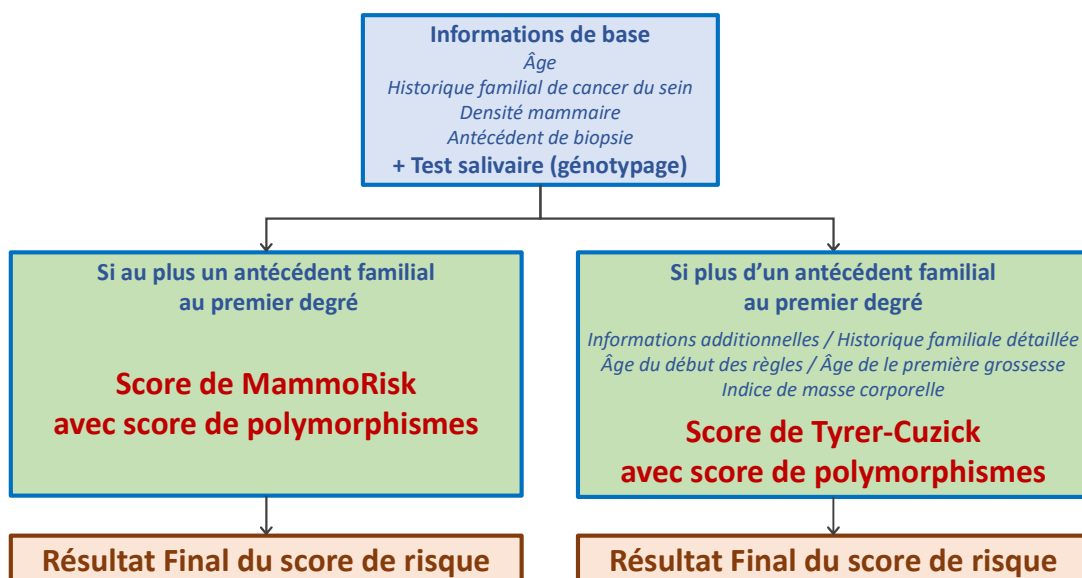 Informations de base
Âge
Historique familial de cancer du sein
Densité mammaire
Antécédent de biopsie
+ Test salivaire (génotypage)
Si au plus un antécédent familial
au premier degré
Score de MammoRisk
avec score de polymorphismes
Si plus d’un antécédent familial
au premier degré
Informations additionnelles / Historique familiale détaillée
Âge du début des règles / Âge de le première grossesse
Indice de masse corporelle
Score de Tyrer-Cuzick
avec score de polymorphismes
Résultat Final du score de risque
Résultat Final du score de risque